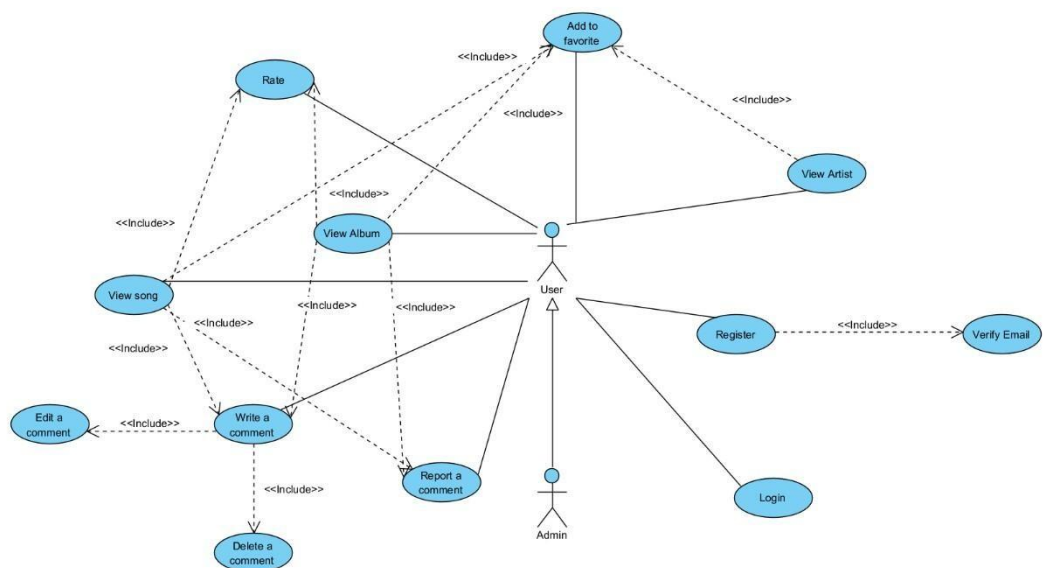 Add to
favorite
<<Include>>
Rate
<<Include>>
<<Include>>
View Artist
<<Include>>
<<Include>>
View Album
View song
User
<<Include>>
<<Include>>
<<Include>>
Register
<<Include>>
Verify Email
Edit a
comment
<<Include>>
Write a
comment
Report a
comment
<<Include>>
Login
Admin
Delete a
comment